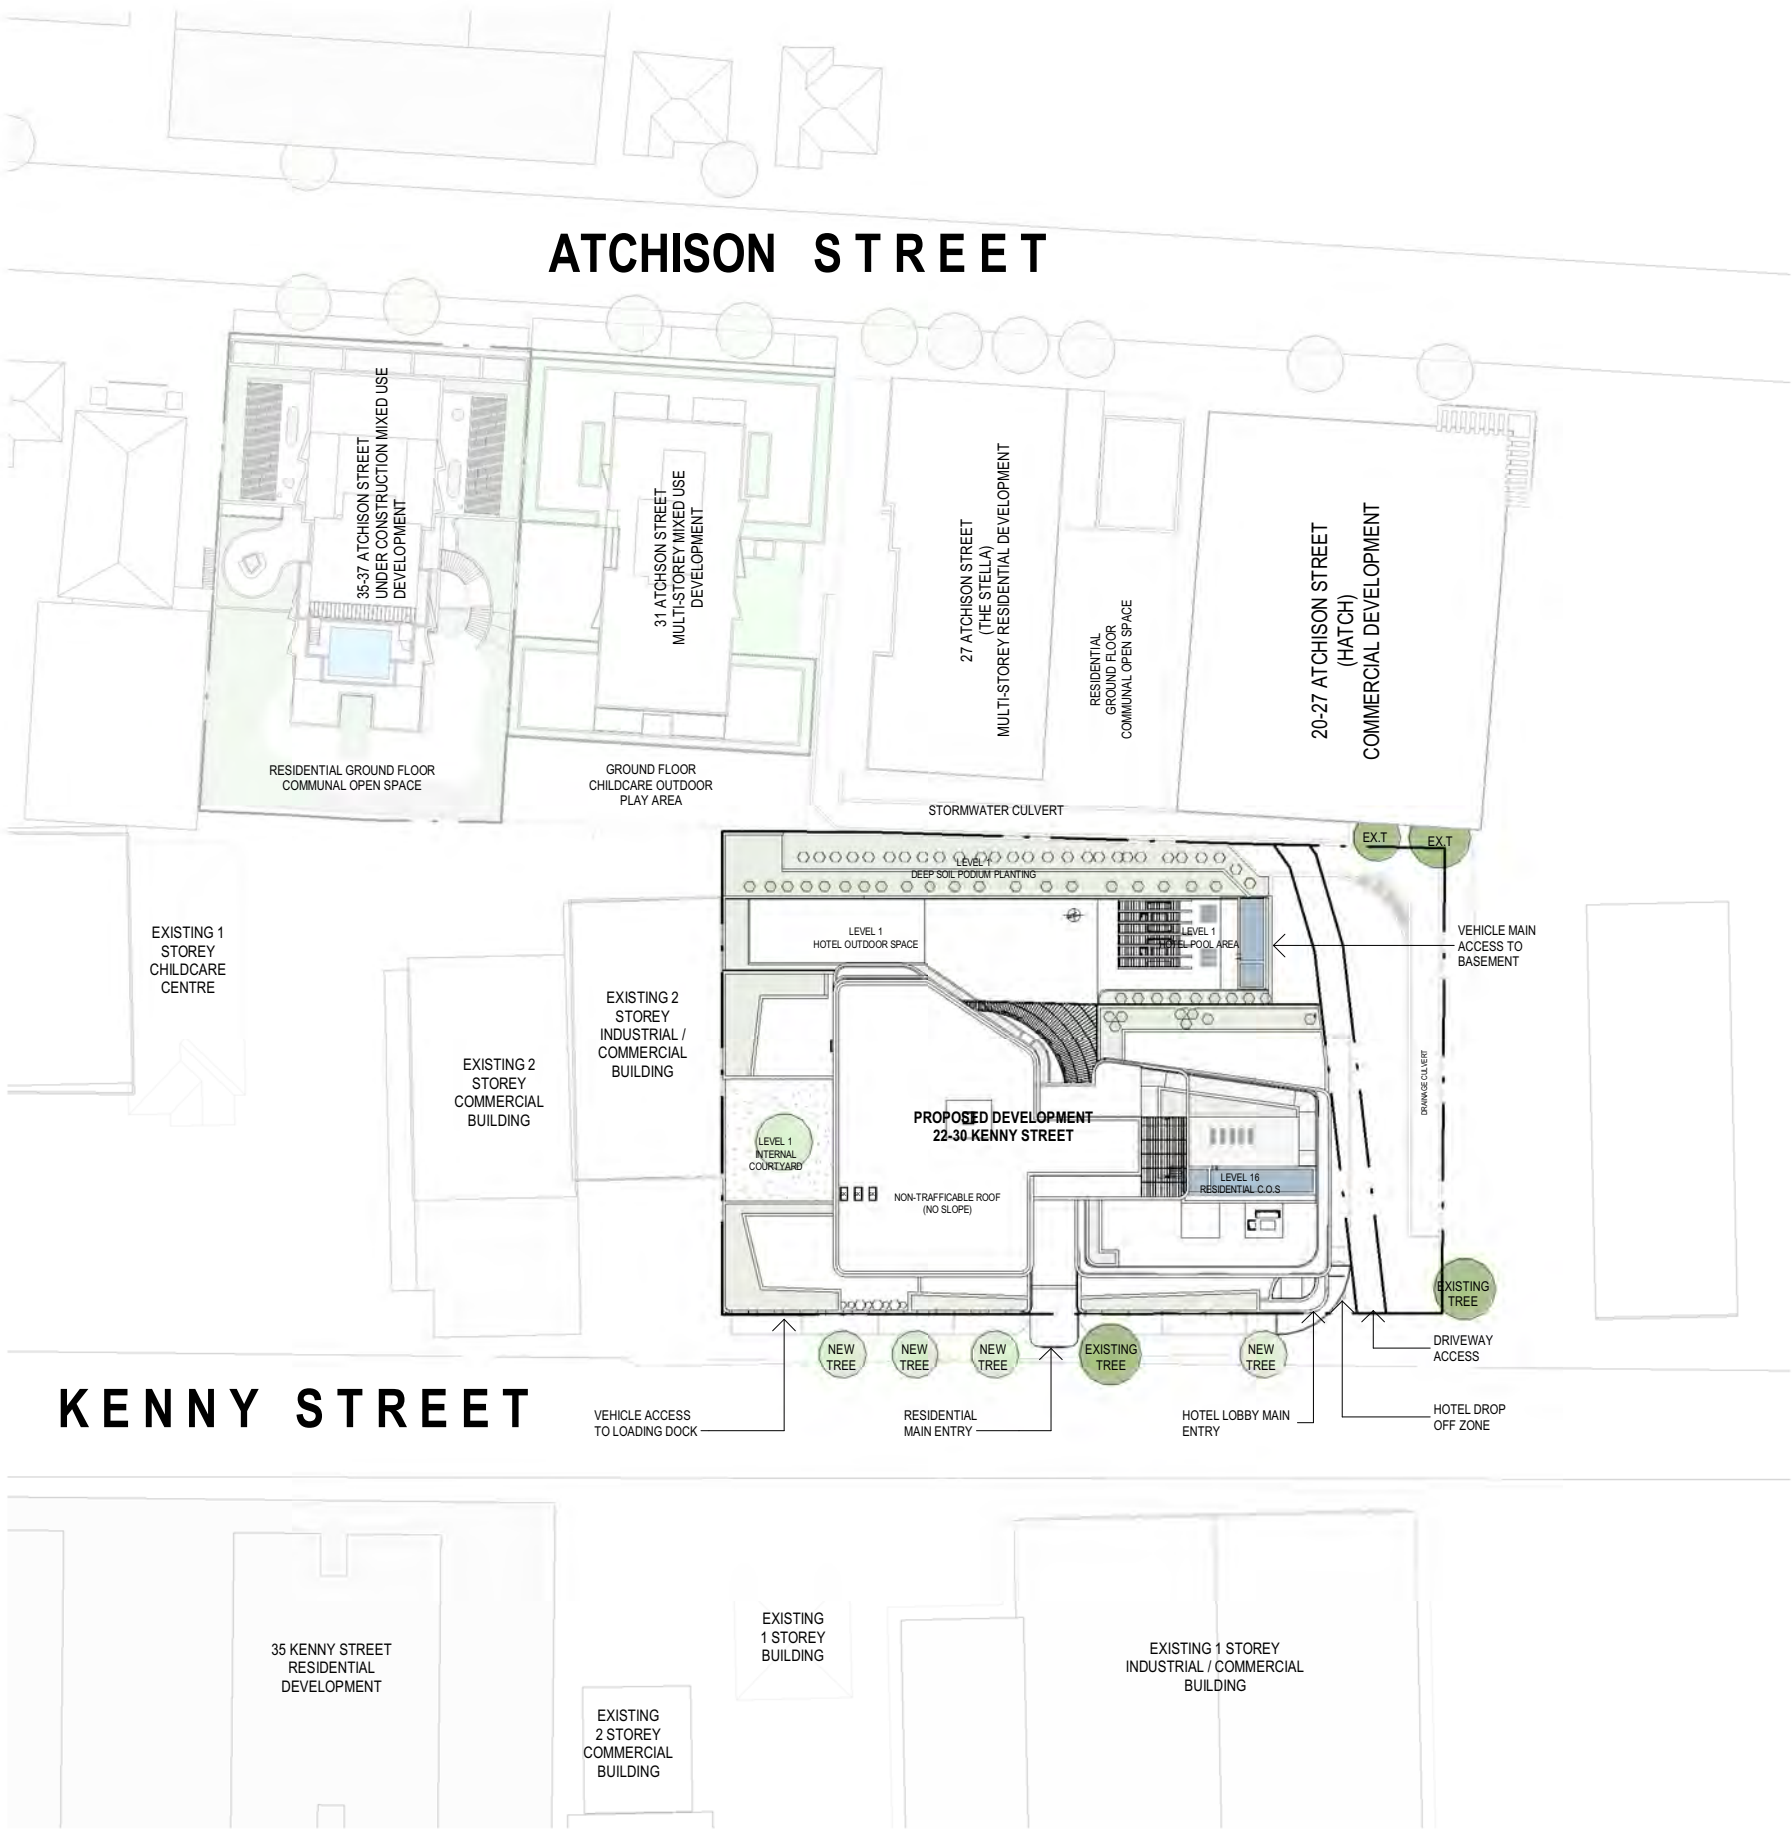 ATCHISON STREET
35-37 ATCHISON STREET
UNDER CONSTRUCTION MIXED USE
DEVELOPMENT
31 ATCHSON STREET
MULTI-STOREY MIXED USE
DEVELOPMENT
27 ATCHISON STREET
(THE STELLA)
MULTI-STOREY RESIDENTIAL DEVELOPMENT
RESIDENTIAL
GROUND FLOOR
COMMUNAL OPEN SPACE
20-27 ATCHISON STREET
(HATCH)
COMMERCIAL DEVELOPMENT
RESIDENTIAL GROUND FLOOR
COMMUNAL OPEN SPACE
GROUND FLOOR
CHILDCARE OUTDOOR
PLAY AREA
STORMWATER CULVERT
EX.T
EX.T
LEVEL 1
DEEP SOIL PODIUM PLANTING
LEVEL 1
HOTEL OUTDOOR SPACE
LEVEL 1
HOTEL POOL AREA
VEHICLE MAIN
ACCESS TO
BASEMENT
EXISTING 1
STOREY
CHILDCARE
CENTRE
EXISTING 2
STOREY
INDUSTRIAL /
COMMERCIAL
BUILDING
EXISTING 2
STOREY
COMMERCIAL
BUILDING
DRAINAGE CULVERT
PROPOSED DEVELOPMENT
22-30 KENNY STREET
LEVEL 1
INTERNAL
COURTYARD
LEVEL 16
RESIDENTIAL C.O.S
NON-TRAFFICABLE ROOF
(NO SLOPE)
EXISTING
TREE
NEW
TREE
NEW
TREE
NEW
TREE
EXISTING
TREE
NEW
TREE
DRIVEWAY
ACCESS
KENNY STREET
VEHICLE ACCESS
TO LOADING DOCK
RESIDENTIAL
MAIN ENTRY
HOTEL LOBBY MAIN
ENTRY
HOTEL DROP
OFF ZONE
35 KENNY STREET
RESIDENTIAL
DEVELOPMENT
EXISTING
1 STOREY
BUILDING
EXISTING
2 STOREY
COMMERCIAL
BUILDING
EXISTING 1 STOREY
INDUSTRIAL / COMMERCIAL
BUILDING